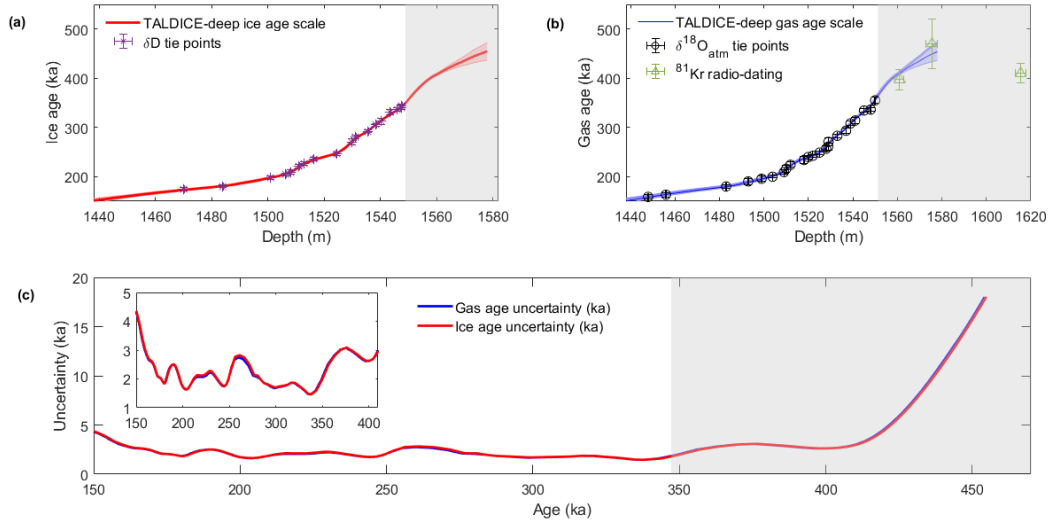 (a)
TALDICE-deep ice age scale
δD tie points
Ice age (ka)
550
500
400
300
200
1440 1460 1480 1500 1520 1540 1560 1580
Depth (m)
(b)
TALDICE-deep gas age scale
δ¹⁸Oatm tie points
⁸¹Kr radio-dating
Gas age (ka)
550
500
400
300
200
1440 1460 1480 1500 1520 1540 1560 1580 1600 1620
Depth (m)
(c)
Gas age uncertainty (ka)
Ice age uncertainty (ka)
Uncertainty (ka)
20
15
10
5
0
5
4
3
2
1
150 200 250 300 350 400
150 200 250 300 350 400 450
Age (ka)